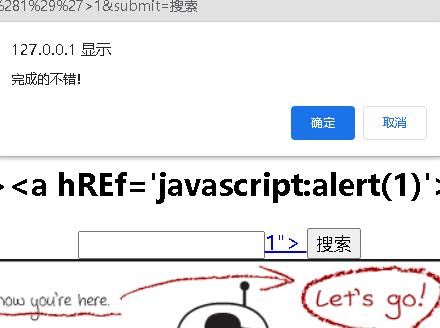 %281%29%27>1&submit=搜索
127.0.0.1 显示
完成的不错!
确定 取消
><a hREf='javascript:alert(1)'>
1"> 搜索
now you're here.
Let's go!